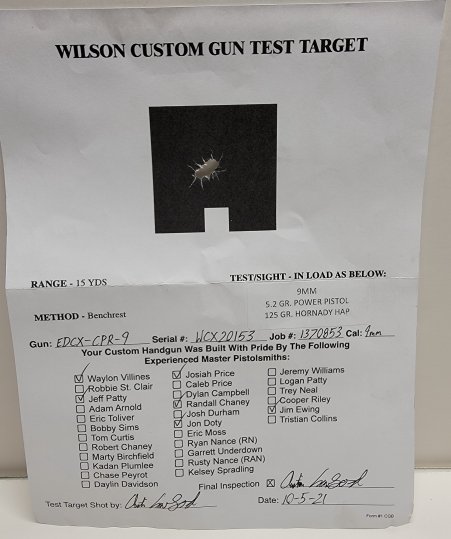 WILSON CUSTOM GUN TEST TARGET
RANGE - 15 YDS
TEST/SIGHT - IN LOAD AS BELOW:
9MM
5.2 GR. POWER PISTOL
125 GR. HORNADY HAP
METHOD - Benchrest
Gun: EDCX-CPR-9 Serial #: WCX20153 Job #: 1370853 Cal: 9mm
Your Custom Handgun Was Built With Pride By The Following
Experienced Master Pistolsmiths:
Waylon Villines
Robbie St. Clair
Jeff Patty
Adam Arnold
Eric Toliver
Bobby Sims
Tom Curtis
Robert Chaney
Marty Birchfield
Kadan Plumlee
Chase Peyrot
Daylin Davidson
Josiah Price
Caleb Price
Dylan Campbell
Randall Chaney
Josh Durham
Jon Doty
Eric Moss
Ryan Nance (RN)
Garrett Underdown
Rusty Nance (RAN)
Kelsey Spradling
Jeremy Williams
Logan Patty
Trey Neal
Cooper Riley
Jim Ewing
Tristian Collins
Final Inspection
Test Target Shot by:
Date: 10-5-21
Form #1 CQB